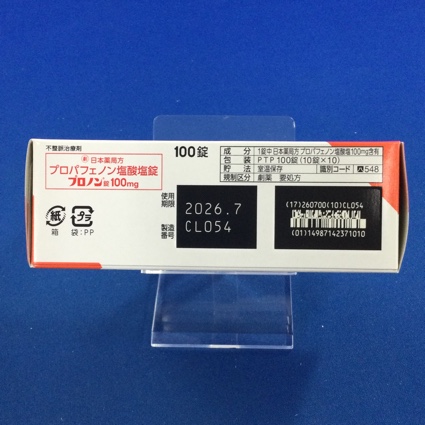 不整脈治療剤
日本薬局方
プロパフェノン塩酸塩錠
プロノン錠100mg
100錠
成分 1錠中 日本薬局方 プロパフェノン塩酸塩100mg含有
包装 PTP 100錠 (10錠×10)
貯法 室温保存 識別コード 548
規制区分 劇薬 要処方
使用期限 2026.7
製造番号 CL054
紙 箱
プラ 袋:PP
(17)260700(10)CL054
(01)14987142371010